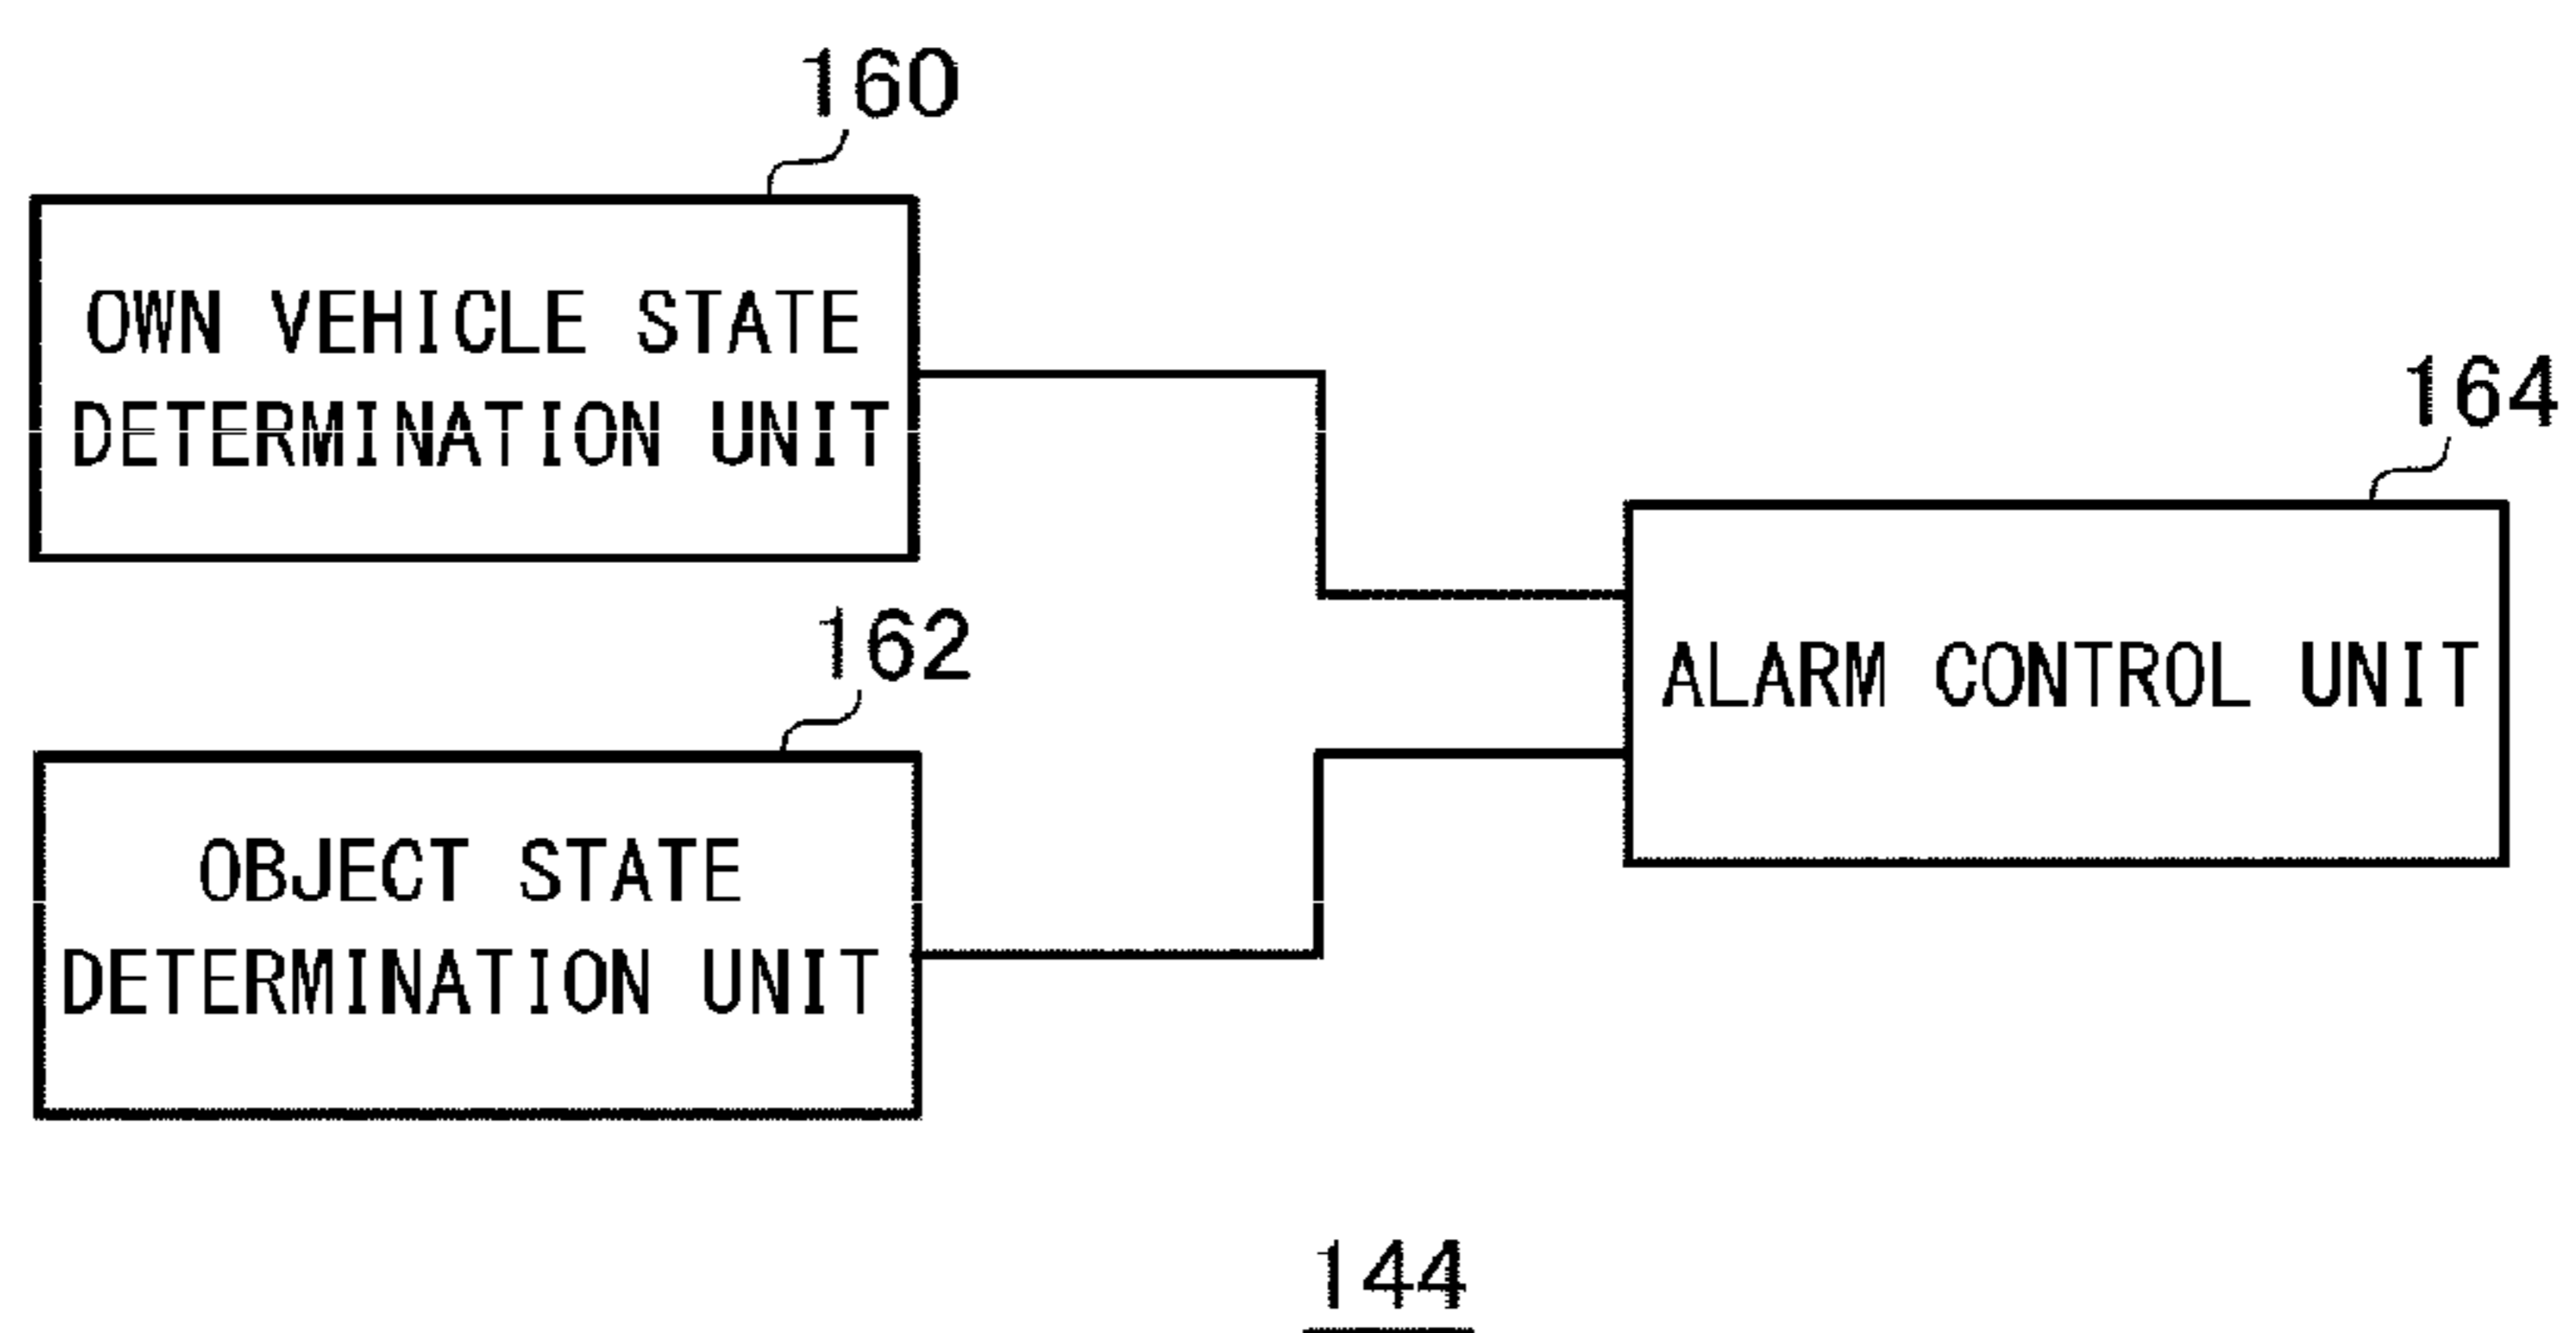 160
OWN VEHICLE STATE
DETERMINATION UNIT
164
ALARM CONTROL UNIT
162
OBJECT STATE
DETERMINATION UNIT
144